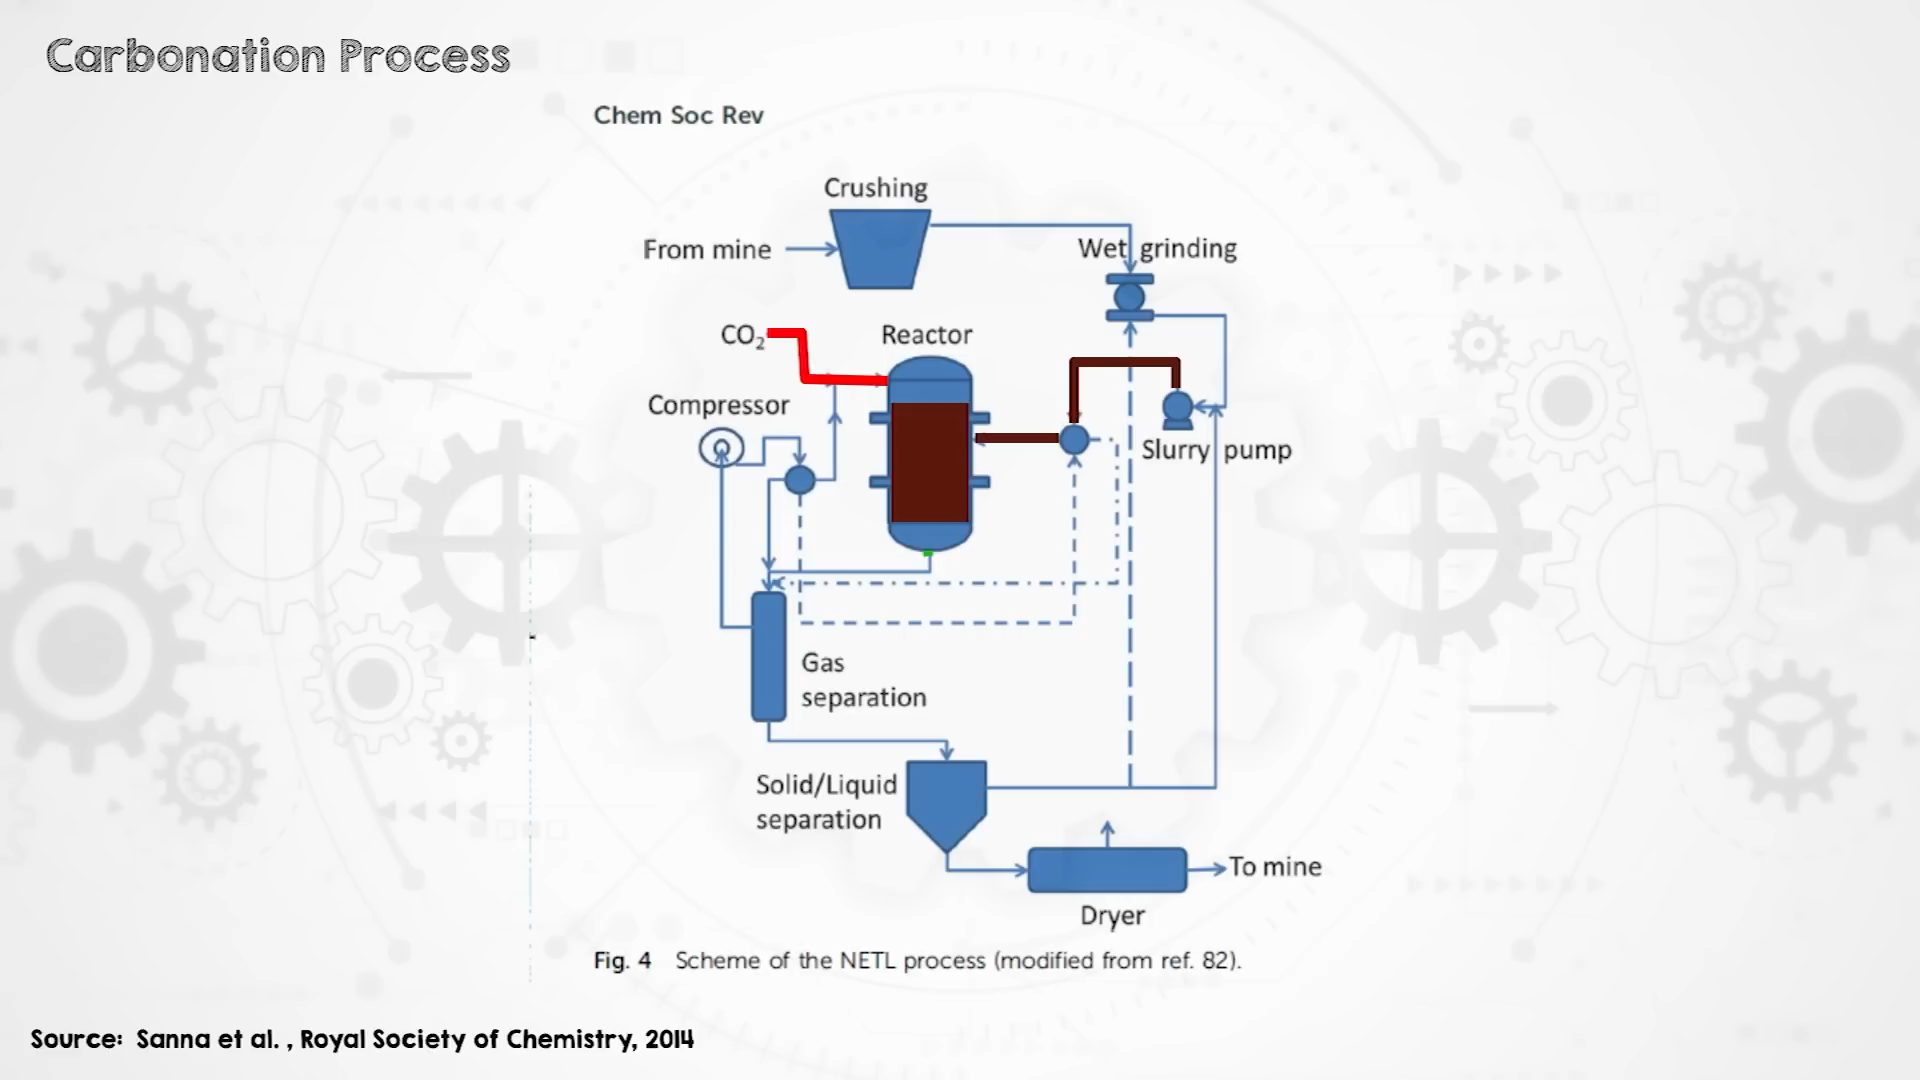 Carbonation Process
Chem Soc Rev
Crushing
From mine
Wet grinding
CO₂
Reactor
Compressor
Slurry pump
Gas
separation
Solid/Liquid
separation
To mine
Dryer
Fig. 4 Scheme of the NETL process (modified from ref. 82).
Source: Sanna et al. , Royal Society of Chemistry, 2014